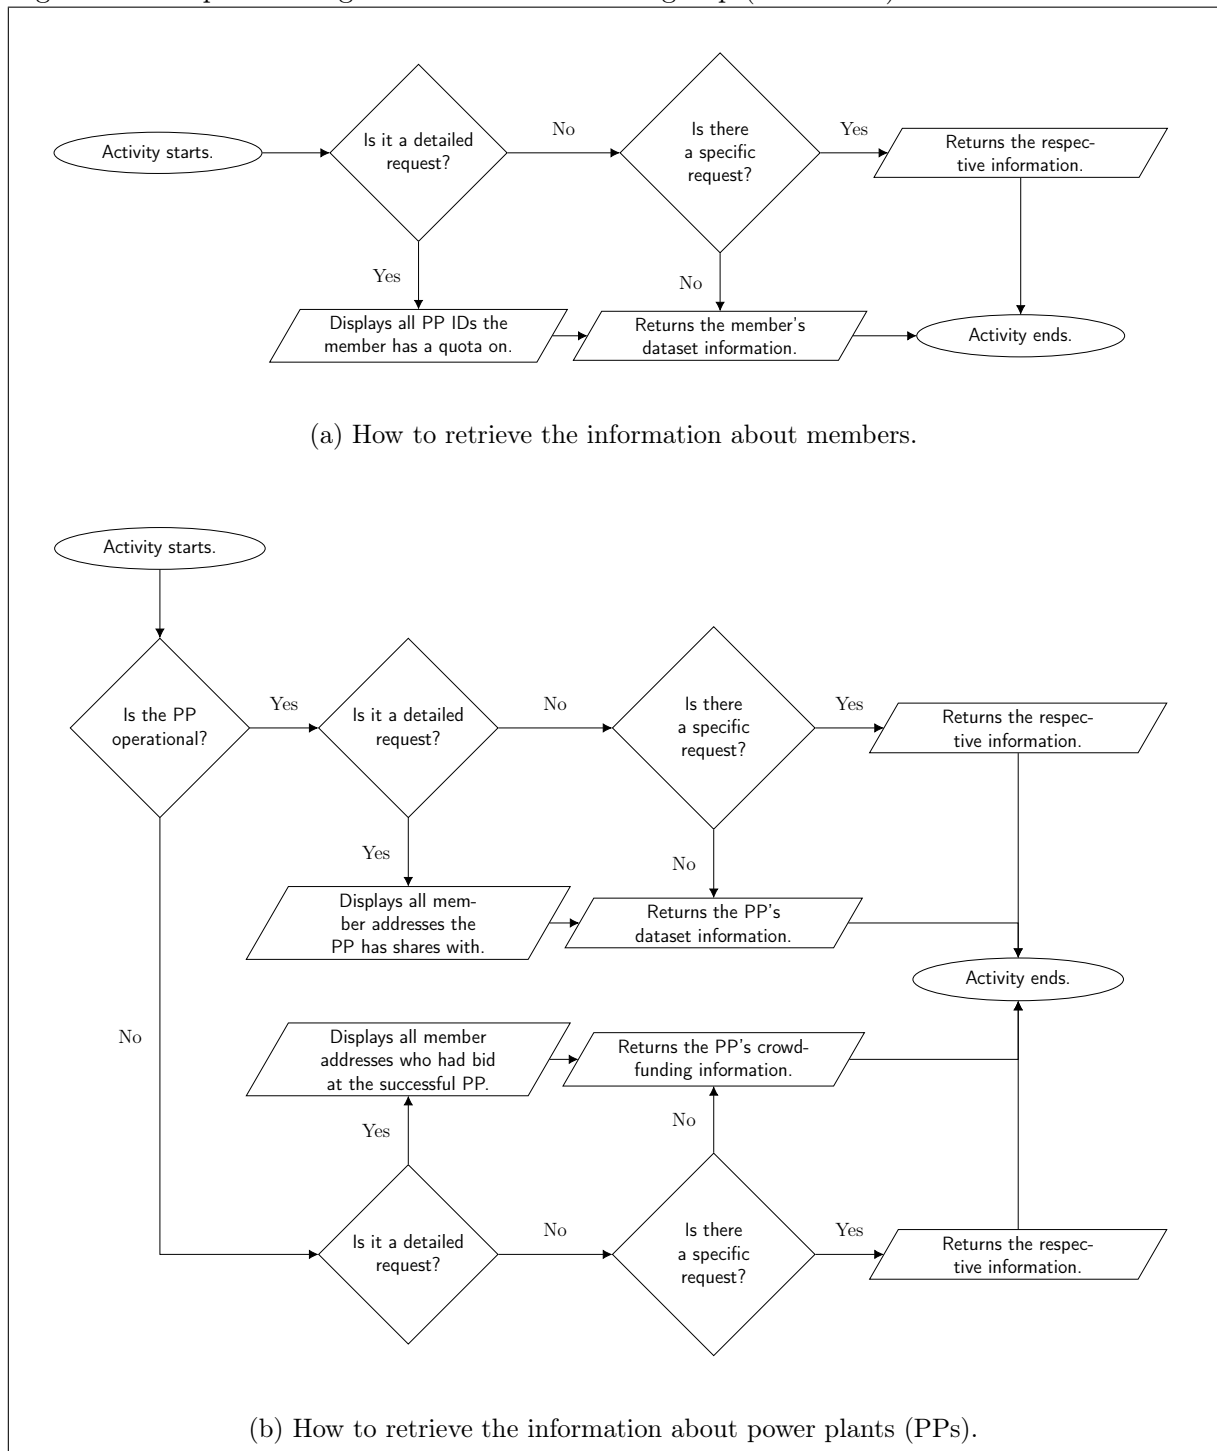 Activity starts.
Is it a detailed
request?
No
Is there
a specific
request?
Yes
Returns the respec-
tive information.
Yes
No
Displays all PP IDs the
member has a quota on.
Returns the member's
dataset information.
Activity ends.
(a) How to retrieve the information about members.
Activity starts.
Is the PP
operational?
Yes
Is it a detailed
request?
No
Is there
a specific
request?
Yes
Returns the respec-
tive information.
Yes
No
Displays all mem-
ber addresses the
PP has shares with.
Returns the PP's
dataset information.
Activity ends.
No
Displays all member
addresses who had bid
at the successful PP.
Returns the PP's crowd-
funding information.
Yes
No
Is it a detailed
request?
No
Is there
a specific
request?
Yes
Returns the respec-
tive information.
(b) How to retrieve the information about power plants (PPs).